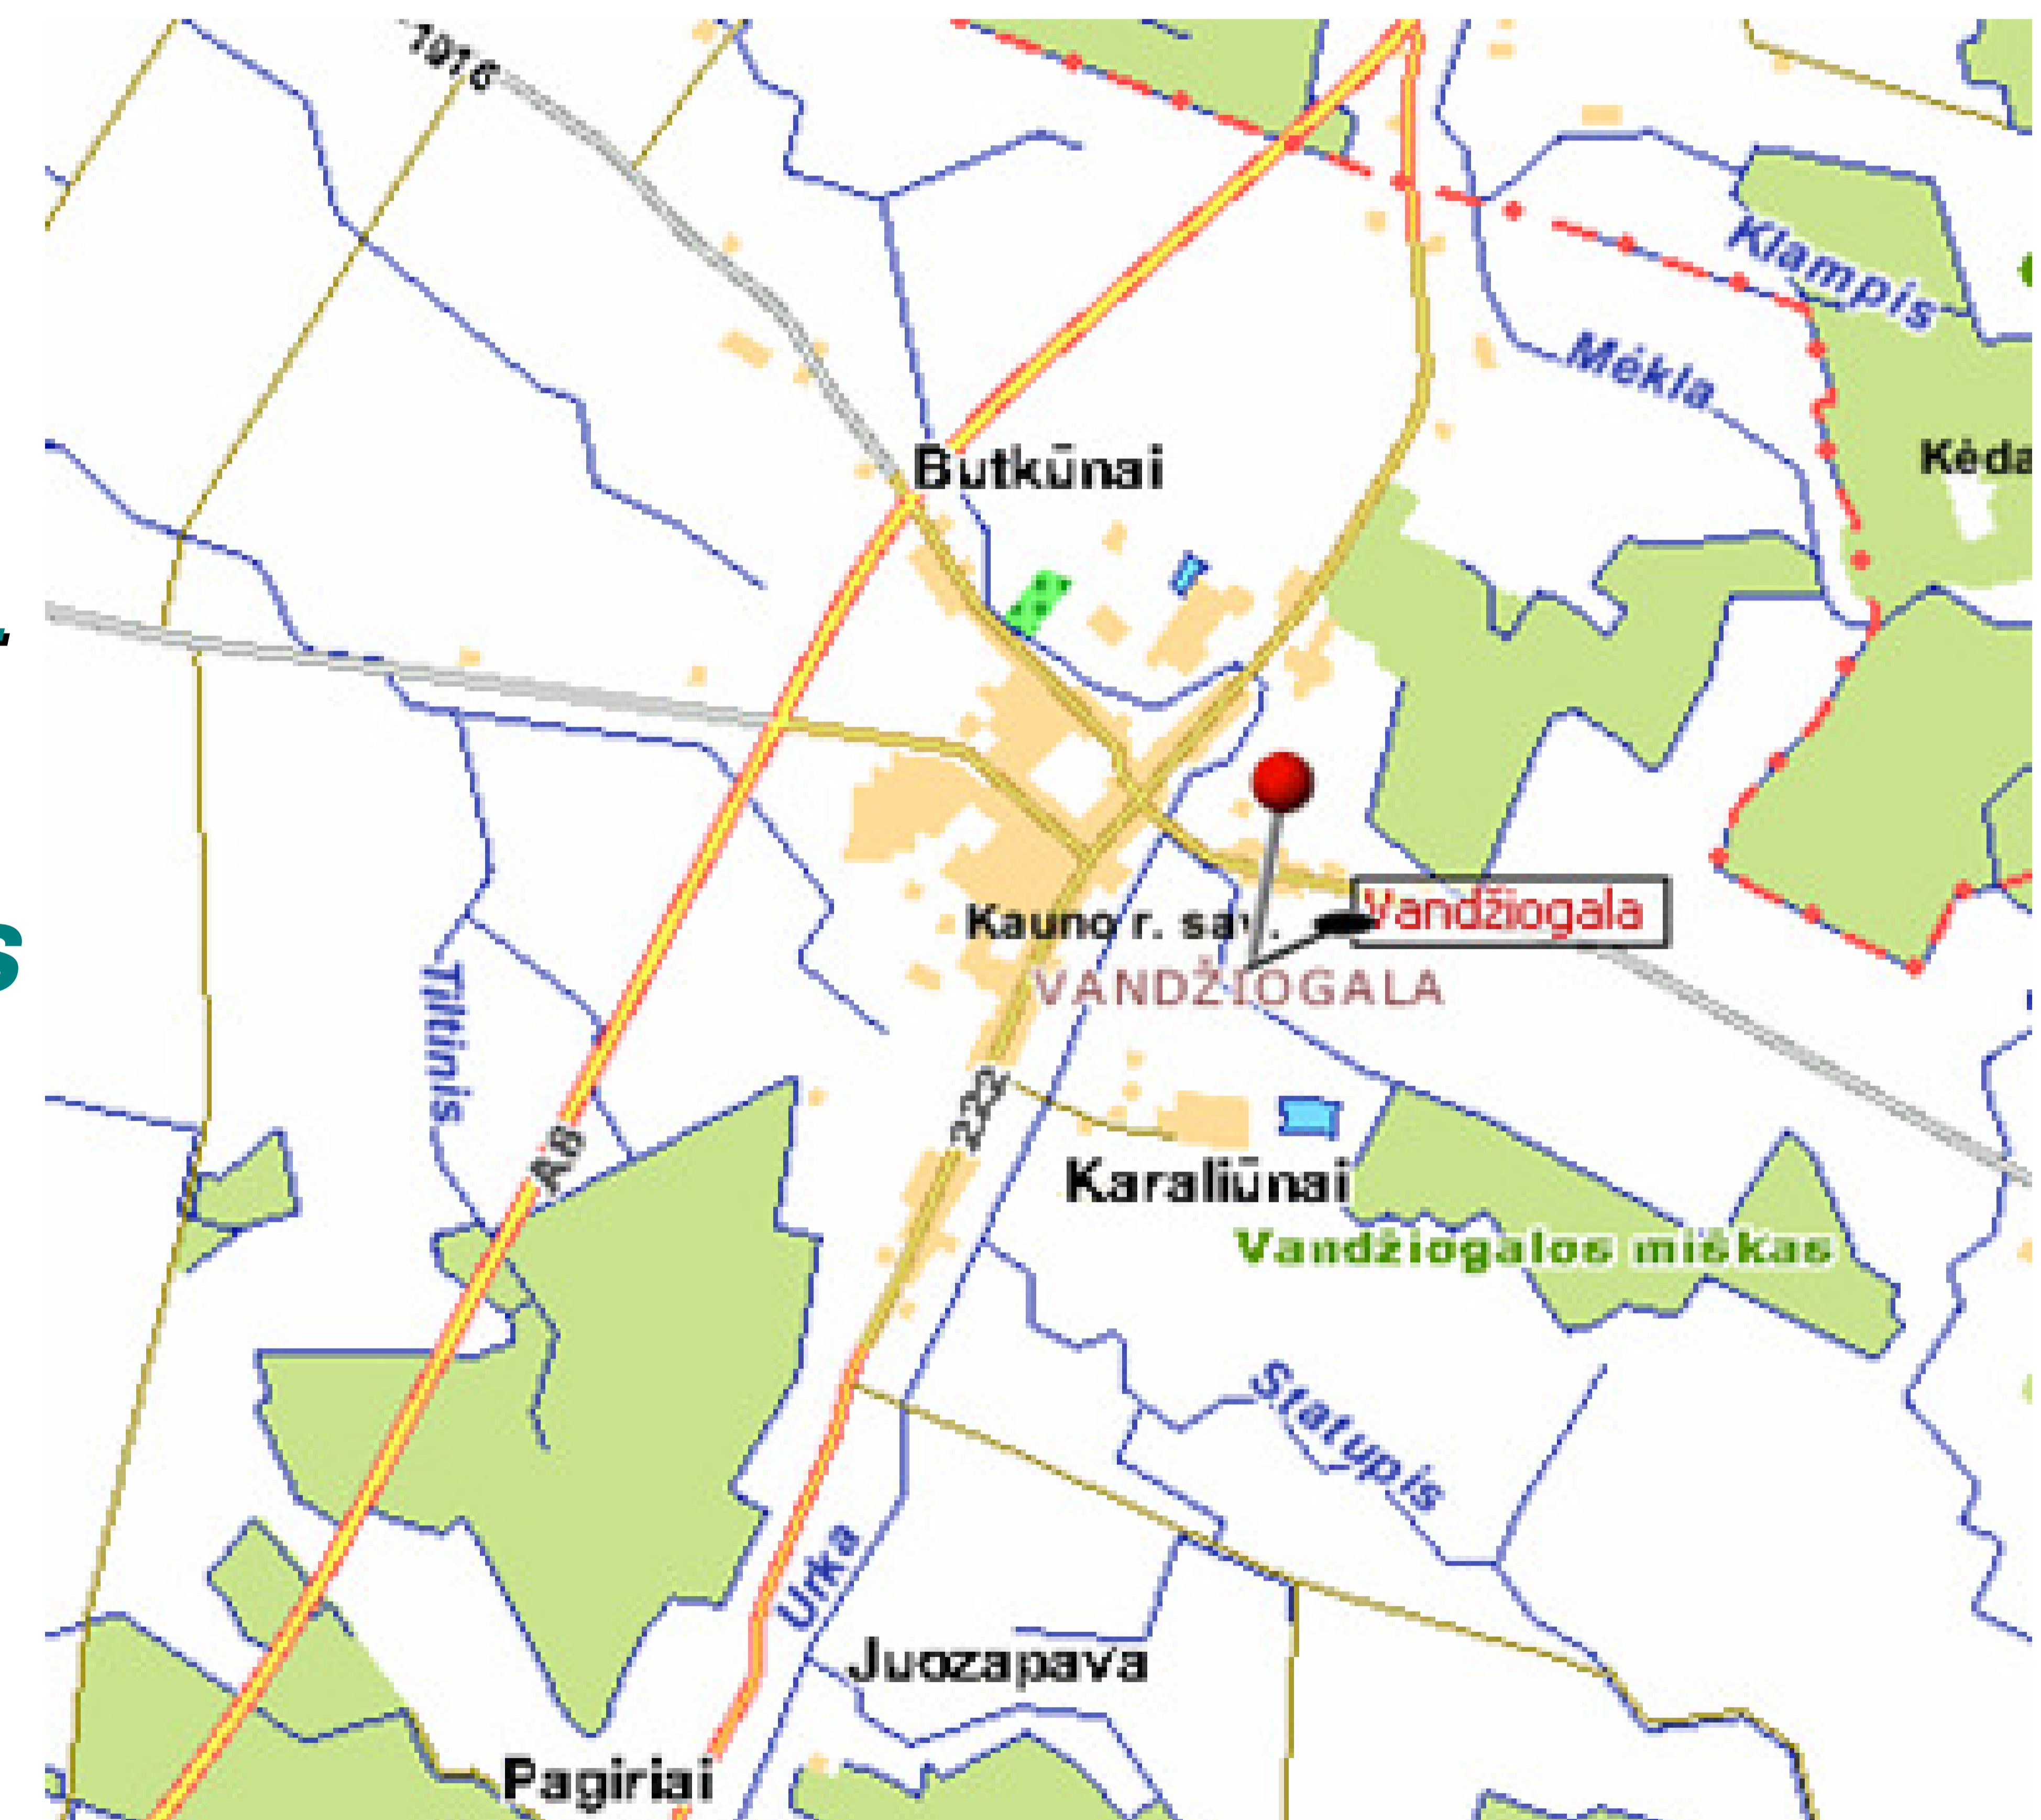 1916
Klampis
Mėkla
Kėda
Butkūnai
Vandžiogala
Kauno r. sav.
VANDŽIOGALA
Tiltinis
222
A8
Karaliūnai
Vandžiogalos miškas
Statupis
Urka
Juozapava
Pagiriai
s